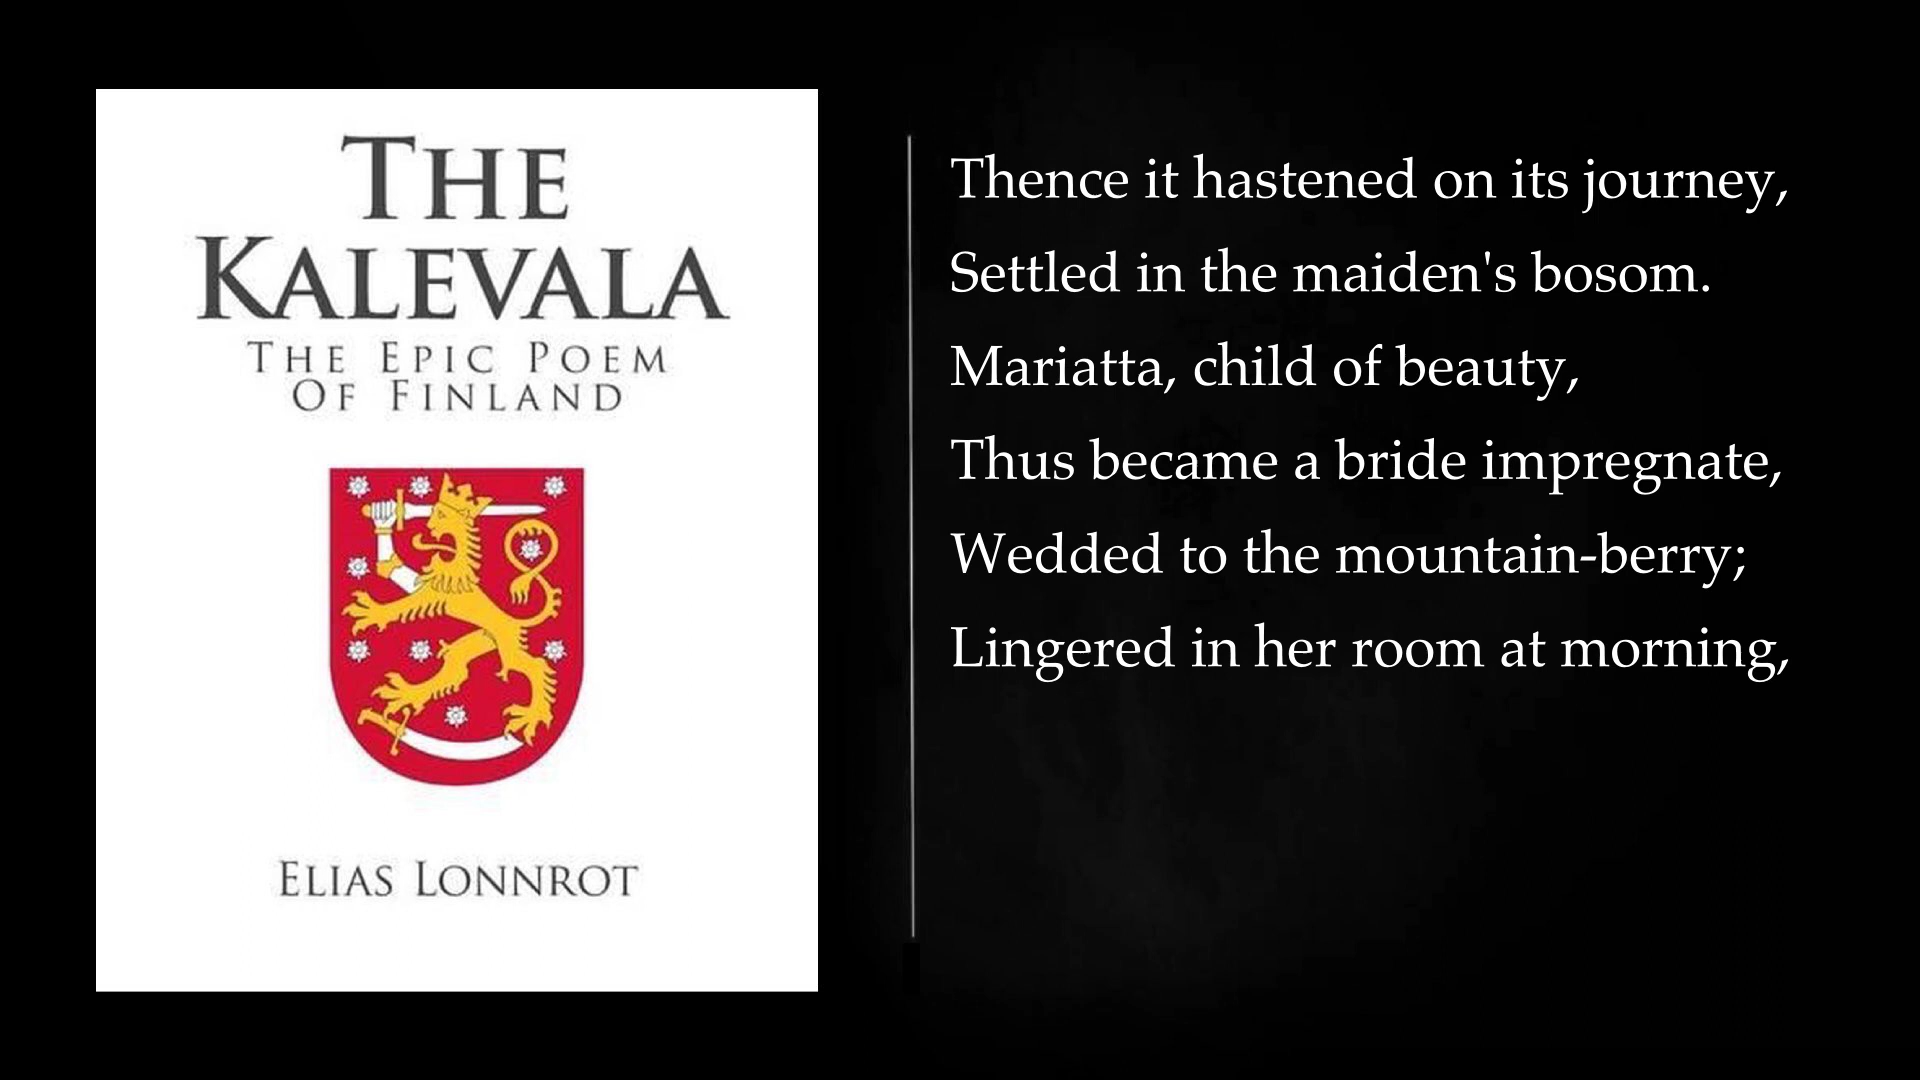 THE
KALEVALA
THE EPIC POEM
OF FINLAND
ELIAS LONNROT
Thence it hastened on its journey,
Settled in the maiden's bosom.
Mariatta, child of beauty,
Thus became a bride impregnate,
Wedded to the mountain-berry;
Lingered in her room at morning,